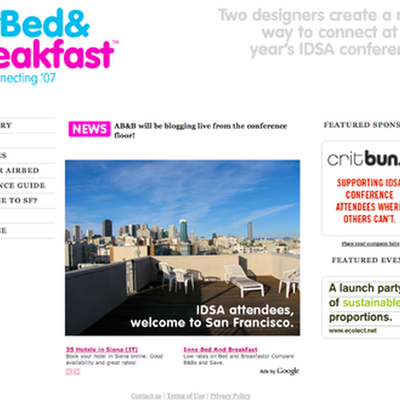 Bed&
eakfast™
necting '07
Two designers create a n
way to connect at
year's IDSA conferen
RY
ES
R AIRBED
NCE GUIDE
E TO SF?
E
NEWS AB&B will be blogging live from the conference
floor!
IDSA attendees,
welcome to San Francisco.
35 Hotels in Siena (IT)
Book your hotel in Siena online. Good
availability and great rates!
Inns Bed And Breakfast
Low rates on Bed and Breakfasts! Compare
B&Bs and Save.
Ads by Google
FEATURED SPONS
critbun.
SUPPORTING IDSA
CONFERENCE
ATTENDEES WHERE
OTHERS CAN'T.
Place your company here
FEATURED EVEN
A launch party
of sustainable
proportions.
www.ecolect.net
Contact us | Terms of Use | Privacy Policy